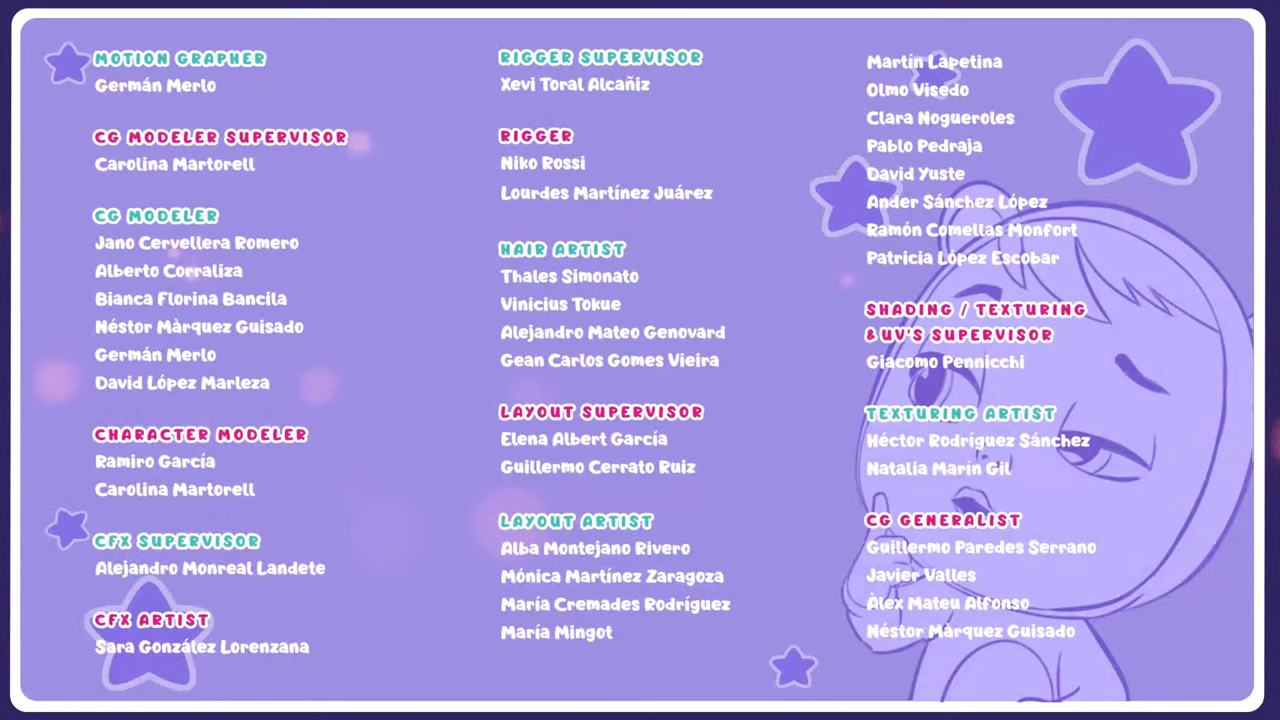 MOTION GRAPHER
Germán Merlo
CG MODELER SUPERVISOR
Carolina Martorell
CG MODELER
Jano Cervellera Romero
Alberto Corraliza
Bianca Florina Bancila
Néstor Màrquez Guisado
Germán Merlo
David López Marleza
CHARACTER MODELER
Ramiro García
Carolina Martorell
CFX SUPERVISOR
Alejandro Monreal Landete
CFX ARTIST
Sara González Lorenzana
RIGGER SUPERVISOR
Xevi Toral Alcañiz
RIGGER
Niko Rossi
Lourdes Martínez Juárez
HAIR ARTIST
Thales Simonato
Vinicius Tokue
Alejandro Mateo Genovard
Gean Carlos Gomes Vieira
LAYOUT SUPERVISOR
Elena Albert García
Guillermo Cerrato Ruiz
LAYOUT ARTIST
Alba Montejano Rivero
Mónica Martínez Zaragoza
María Cremades Rodríguez
María Mingot
Martín Lapetina
Olmo Visedo
Clara Nogueroles
Pablo Pedraja
David Yuste
Ander Sánchez López
Ramón Comellas Monfort
Patricia López Escobar
SHADING / TEXTURING
& UV'S SUPERVISOR
Giacomo Pennicchi
TEXTURING ARTIST
Héctor Rodríguez Sánchez
Natalia Marín Gil
CG GENERALIST
Guillermo Paredes Serrano
Javier Valles
Àlex Mateu Alfonso
Néstor Màrquez Guisado